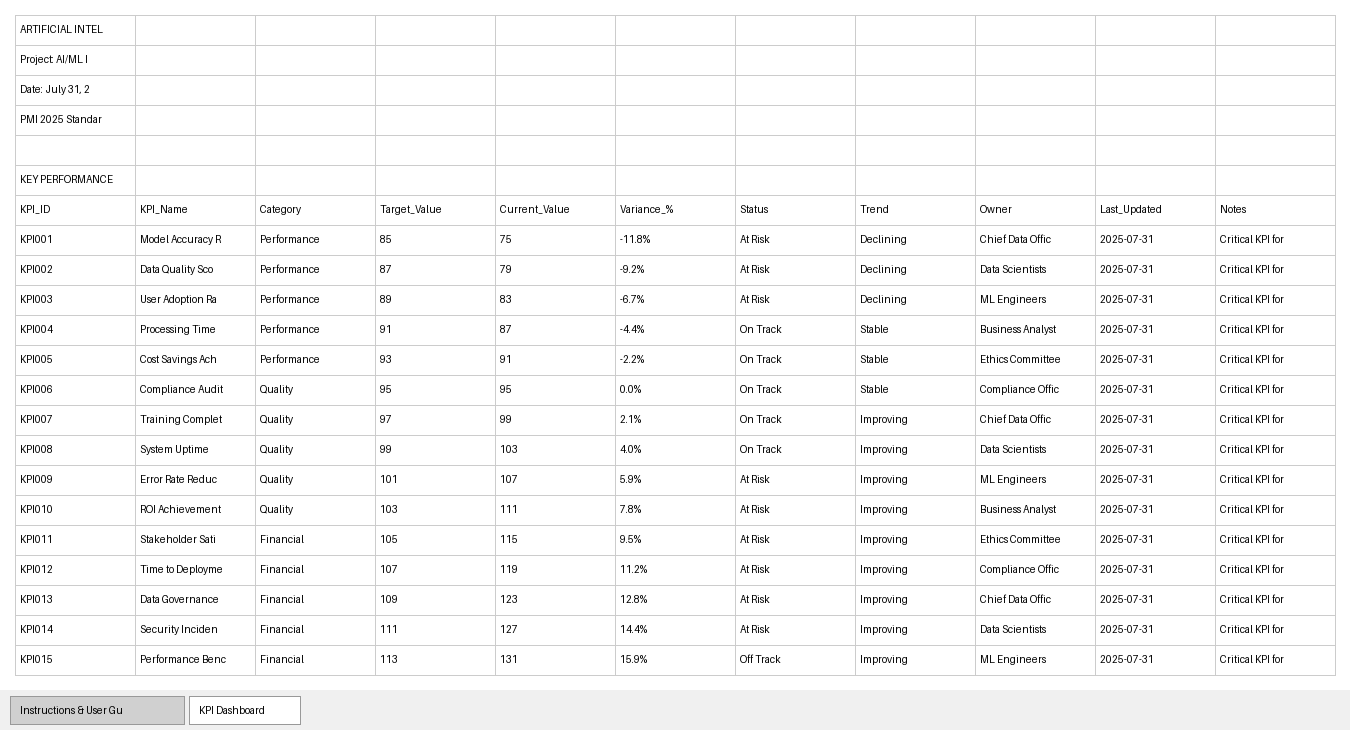 ARTIFICIAL INTEL
Project: AI/ML I
Date: July 31, 2
PMI 2025 Standar
KEY PERFORMANCE
KPI_ID KPI_Name Category Target_Value Current_Value Variance_% Status Trend Owner Last_Updated Notes
KPI001 Model Accuracy R Performance 85 75 -11.8% At Risk Declining Chief Data Offic 2025-07-31 Critical KPI for
KPI002 Data Quality Sco Performance 87 79 -9.2% At Risk Declining Data Scientists 2025-07-31 Critical KPI for
KPI003 User Adoption Ra Performance 89 83 -6.7% At Risk Declining ML Engineers 2025-07-31 Critical KPI for
KPI004 Processing Time Performance 91 87 -4.4% On Track Stable Business Analyst 2025-07-31 Critical KPI for
KPI005 Cost Savings Ach Performance 93 91 -2.2% On Track Stable Ethics Committee 2025-07-31 Critical KPI for
KPI006 Compliance Audit Quality 95 95 0.0% On Track Stable Compliance Offic 2025-07-31 Critical KPI for
KPI007 Training Complet Quality 97 99 2.1% On Track Improving Chief Data Offic 2025-07-31 Critical KPI for
KPI008 System Uptime Quality 99 103 4.0% On Track Improving Data Scientists 2025-07-31 Critical KPI for
KPI009 Error Rate Reduc Quality 101 107 5.9% At Risk Improving ML Engineers 2025-07-31 Critical KPI for
KPI010 ROI Achievement Quality 103 111 7.8% At Risk Improving Business Analyst 2025-07-31 Critical KPI for
KPI011 Stakeholder Sati Financial 105 115 9.5% At Risk Improving Ethics Committee 2025-07-31 Critical KPI for
KPI012 Time to Deployme Financial 107 119 11.2% At Risk Improving Compliance Offic 2025-07-31 Critical KPI for
KPI013 Data Governance Financial 109 123 12.8% At Risk Improving Chief Data Offic 2025-07-31 Critical KPI for
KPI014 Security Inciden Financial 111 127 14.4% At Risk Improving Data Scientists 2025-07-31 Critical KPI for
KPI015 Performance Benc Financial 113 131 15.9% Off Track Improving ML Engineers 2025-07-31 Critical KPI for
Instructions & User Gu KPI Dashboard